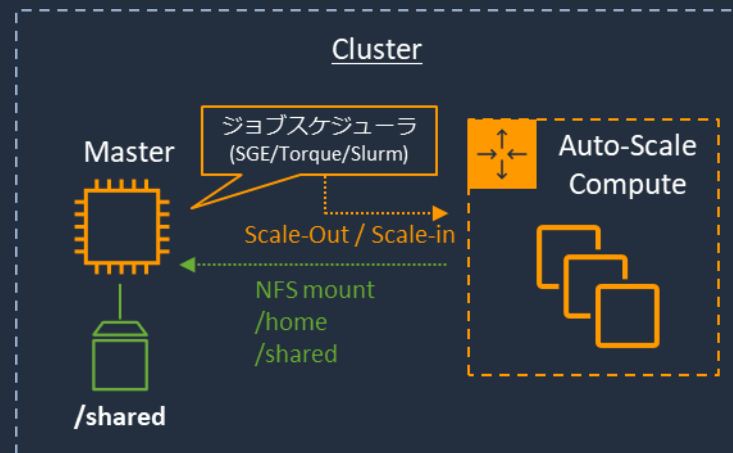 Cluster
ジョブスケジューラ
(SGE/Torque/Slurm)
Master
Auto-Scale
Compute
Scale-Out / Scale-in
NFS mount
/home
/shared
/shared